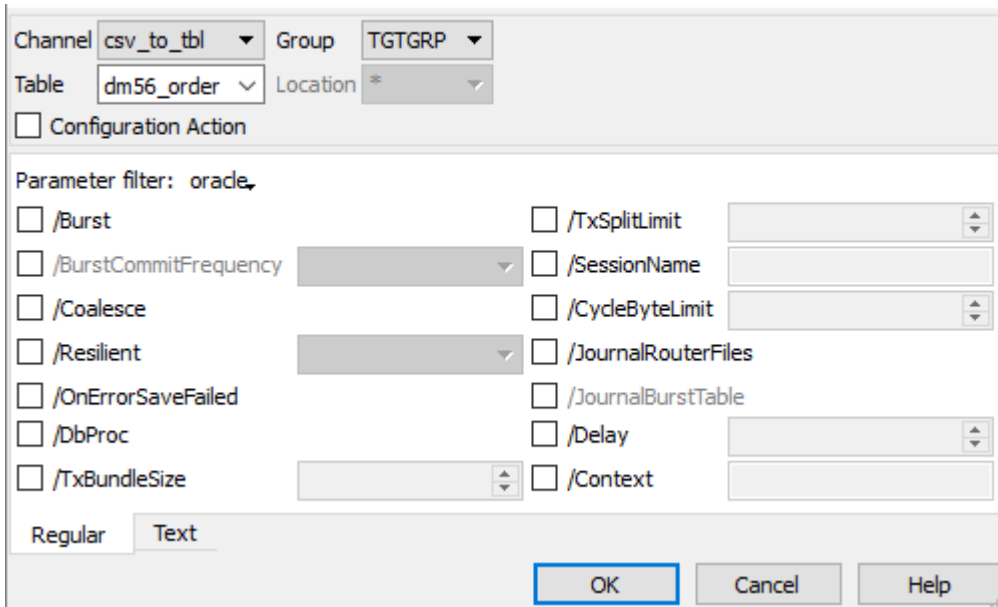 Channel csv_to_tbl Group TGTGRP
Table dm56_order Location *
Configuration Action
Parameter filter: oracle
/Burst /TxSplitLimit
/BurstCommitFrequency /SessionName
/Coalesce /CycleByteLimit
/Resilient /JournalRouterFiles
/OnErrorSaveFailed /JournalBurstTable
/DbProc /Delay
/TxBundleSize /Context
Regular Text
OK Cancel Help